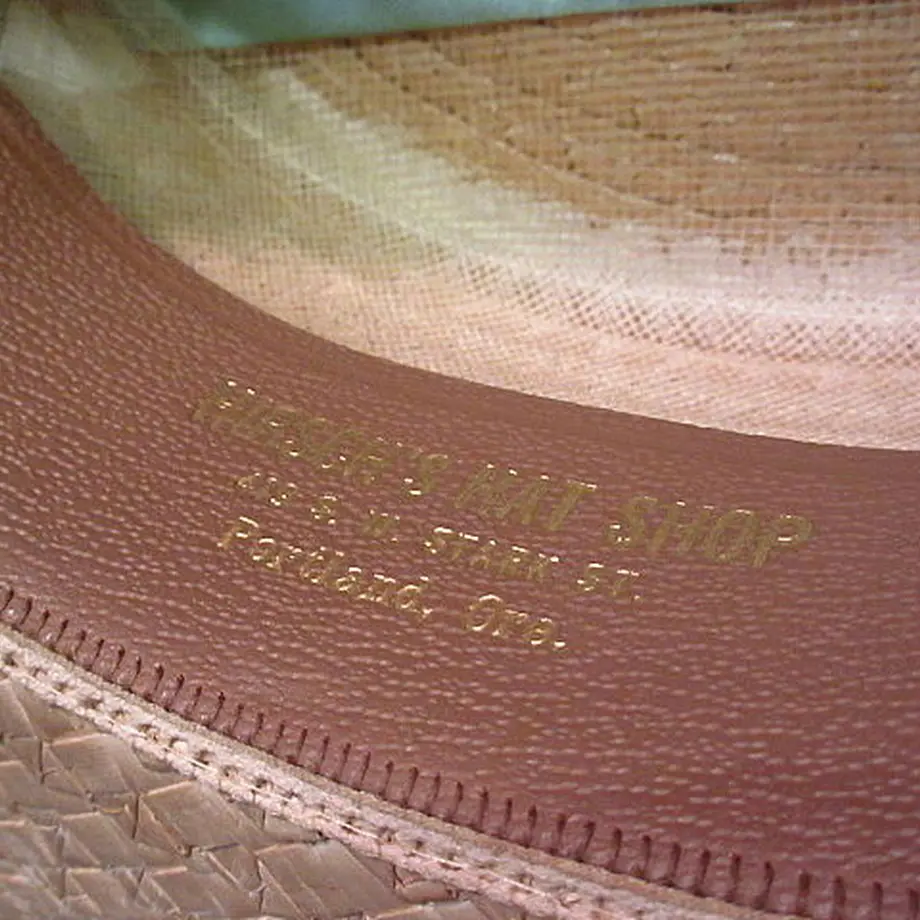 HAT SHOP
S. W. STARK ST.
Portland, Ore.